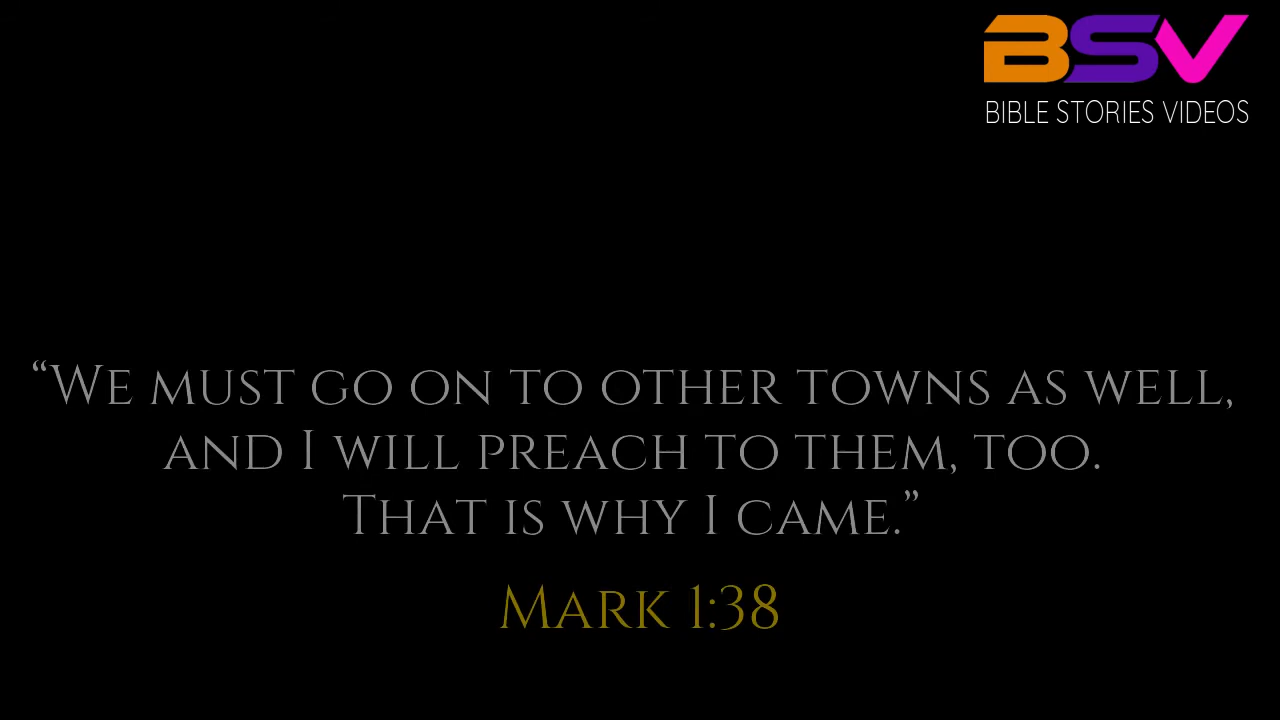 BSV
BIBLE STORIES VIDEOS
“We must go on to other towns as well,
and I will preach to them, too.
That is why I came.”
Mark 1:38